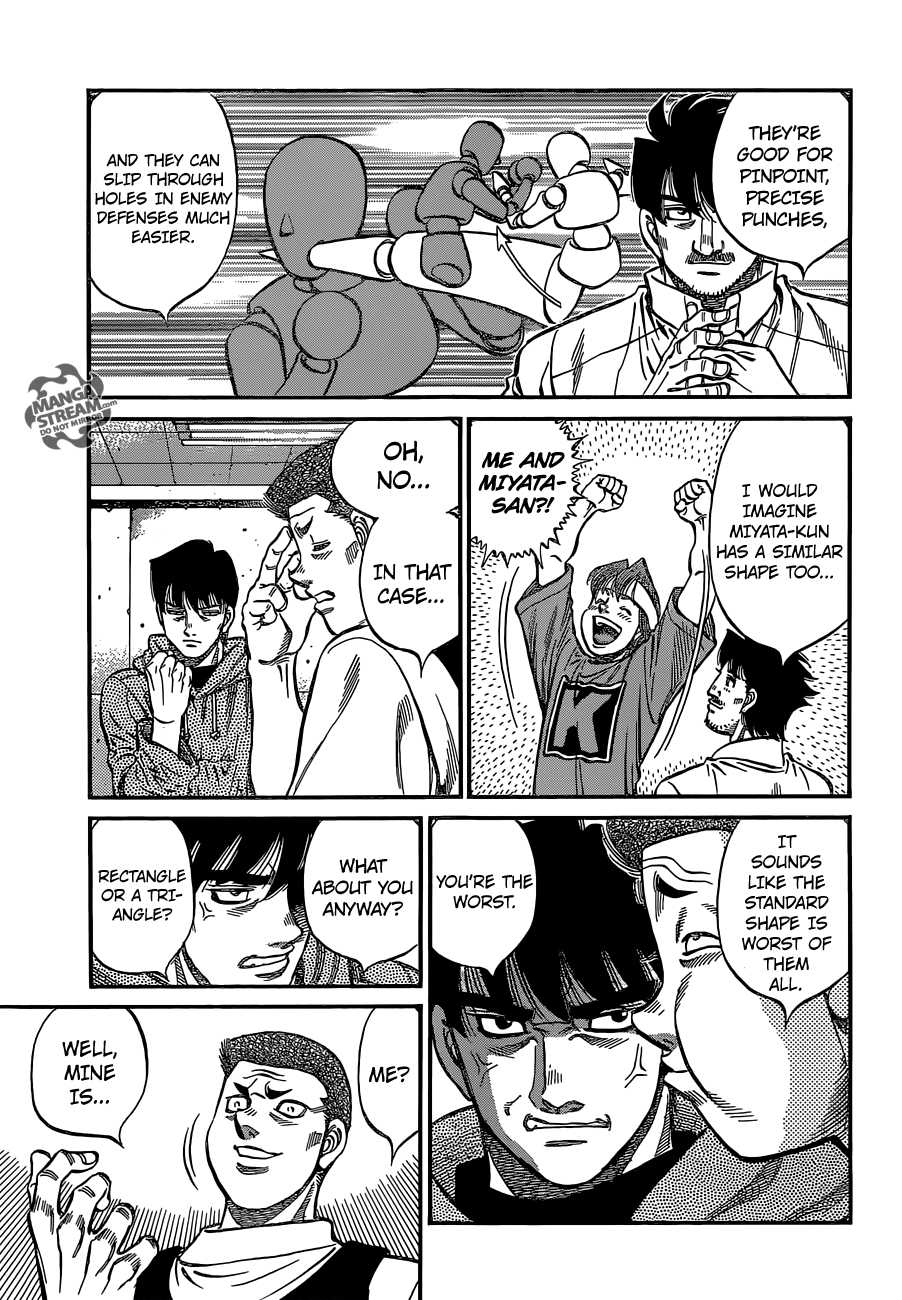 THEY'RE
GOOD FOR
PINPOINT,
PRECISE
PUNCHES,
AND THEY CAN
SLIP THROUGH
HOLES IN ENEMY
DEFENSES MUCH
EASIER.
MANGA
STREAM.com
DO NOT MIRROR
I WOULD
IMAGINE
MIYATA-KUN
HAS A SIMILAR
SHAPE TOO...
ME AND
MIYATA-
SAN?!
K
OH,
NO...
IN THAT
CASE...
IT
SOUNDS
LIKE THE
STANDARD
SHAPE IS
WORST OF
THEM
ALL.
YOU'RE THE
WORST.
WHAT
ABOUT YOU
ANYWAY?
RECTANGLE
OR A TRI-
ANGLE?
ME?
WELL,
MINE
IS...